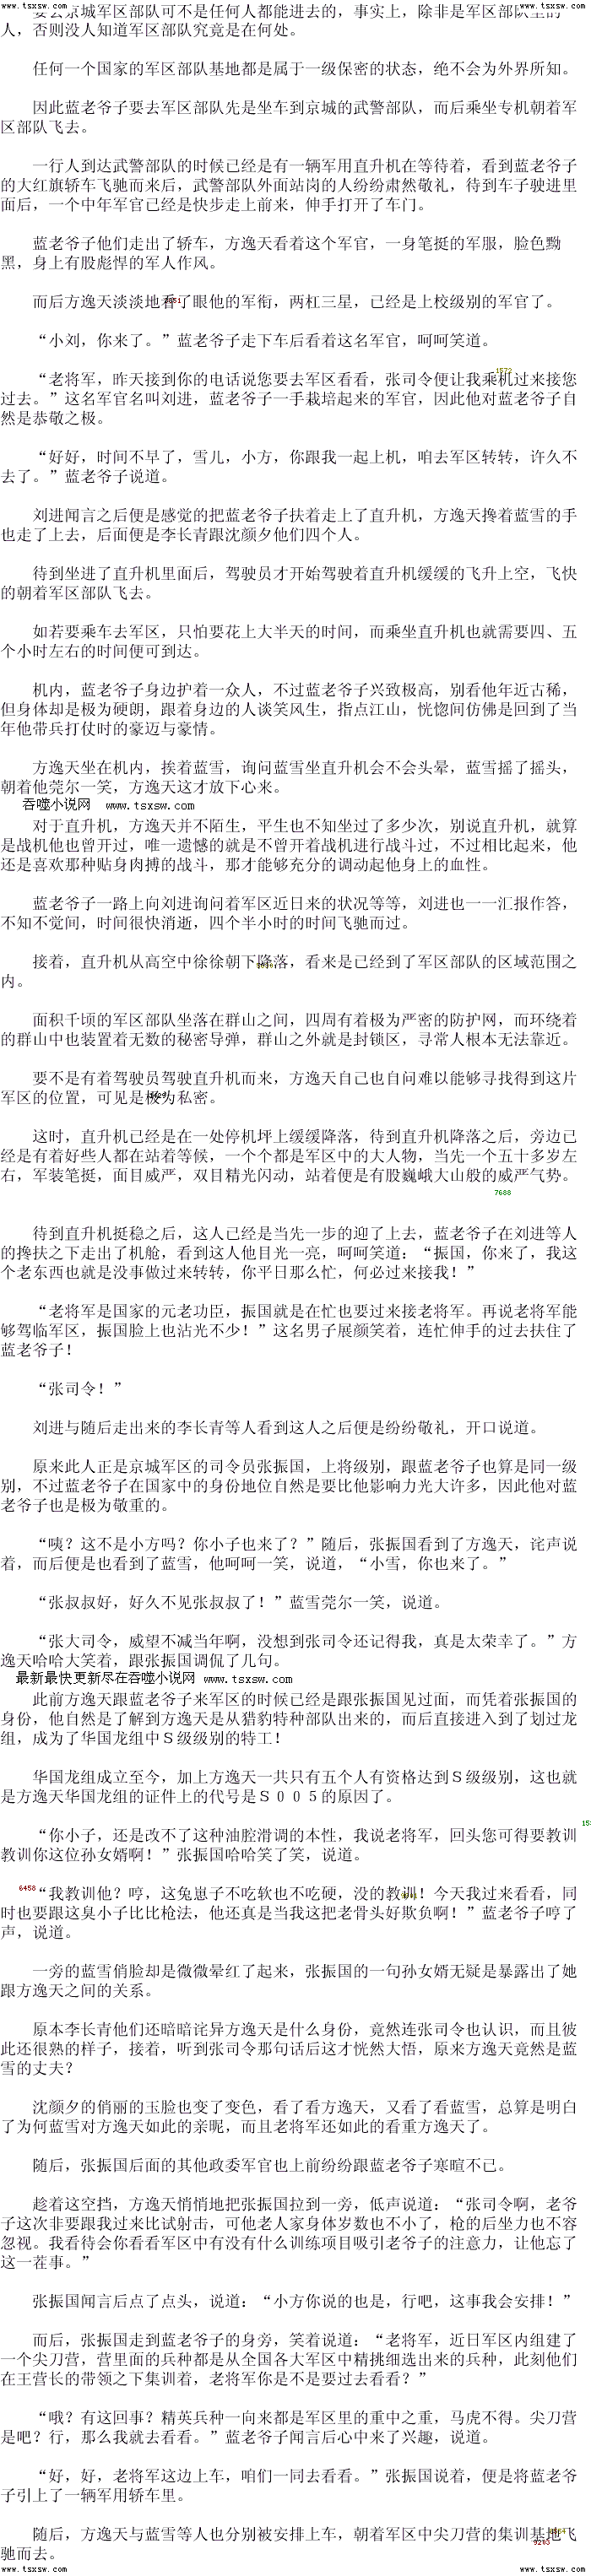 www.tsxsw.com www.tsxsw.com
要去京城军区部队可不是任何人都能进去的，事实上，除非是军区部队里的
人，否则没人知道军区部队究竟是在何处。
任何一个国家的军区部队基地都是属于一级保密的状态，绝不会为外界所知。
因此蓝老爷子要去军区部队先是坐车到京城的武警部队，而后乘坐专机朝着军
区部队飞去。
一行人到达武警部队的时候已经是有一辆军用直升机在等待着，看到蓝老爷子
的大红旗轿车飞驰而来后，武警部队外面站岗的人纷纷肃然敬礼，待到车子驶进里
面后，一个中年军官已经是快步走上前来，伸手打开了车门。
蓝老爷子他们走出了轿车，方逸天看着这个军官，一身笔挺的军服，脸色黝
黑，身上有股彪悍的军人作风。
而后方逸天淡淡地看了眼他的军衔，两杠三星，已经是上校级别的军官了。
“小刘，你来了。”蓝老爷子走下车后看着这名军官，呵呵笑道。
1572
“老将军，昨天接到你的电话说您要去军区看看，张司令便让我乘机过来接您
过去。”这名军官名叫刘进，蓝老爷子一手栽培起来的军官，因此他对蓝老爷子自
然是恭敬之极。
“好好，时间不早了，雪儿，小方，你跟我一起上机，咱去军区转转，许久不
去了。”蓝老爷子说道。
刘进闻言之后便是感觉的把蓝老爷子扶着走上了直升机，方逸天搀着蓝雪的手
也走了上去，后面便是李长青跟沈颜夕他们四个人。
待到坐进了直升机里面后，驾驶员才开始驾驶着直升机缓缓的飞升上空，飞快
的朝着军区部队飞去。
如若要乘车去军区，只怕要花上大半天的时间，而乘坐直升机也就需要四、五
个小时左右的时间便可到达。
机内，蓝老爷子身边护着一众人，不过蓝老爷子兴致极高，别看他年近古稀，
但身体却是极为硬朗，跟着身边的人谈笑风生，指点江山，恍惚间仿佛是回到了当
年他带兵打仗时的豪迈与豪情。
方逸天坐在机内，挨着蓝雪，询问蓝雪坐直升机会不会头晕，蓝雪摇了摇头，
朝着他莞尔一笑，方逸天这才放下心来。
吞噬小说网 www.tsxsw.com
对于直升机，方逸天并不陌生，平生也不知坐过了多少次，别说直升机，就算
是战机他也曾开过，唯一遗憾的就是不曾开着战机进行战斗过，不过相比起来，他
还是喜欢那种贴身肉搏的战斗，那才能够充分的调动起他身上的血性。
蓝老爷子一路上向刘进询问着军区近日来的状况等等，刘进也一一汇报作答，
不知不觉间，时间很快消逝，四个半小时的时间飞驰而过。
接着，直升机从高空中徐徐朝下降落，看来是已经到了军区部队的区域范围之
内。
面积千顷的军区部队坐落在群山之间，四周有着极为严密的防护网，而环绕着
的群山中也装置着无数的秘密导弹，群山之外就是封锁区，寻常人根本无法靠近。
要不是有着驾驶员驾驶直升机而来，方逸天自己也自问难以能够寻找得到这片
军区的位置，可见是极为私密。
这时，直升机已经是在一处停机坪上缓缓降落，待到直升机降落之后，旁边已
经是有着好些人都在站着等候，一个个都是军区中的大人物，当先一个五十多岁左
右，军装笔挺，面目威严，双目精光闪动，站着便是有股巍峨大山般的威严气势。
7688
待到直升机挺稳之后，这人已经是当先一步的迎了上去，蓝老爷子在刘进等人
的搀扶之下走出了机舱，看到这人他目光一亮，呵呵笑道：“振国，你来了，我这
个老东西也就是没事做过来转转，你平日那么忙，何必过来接我！”
“老将军是国家的元老功臣，振国就是在忙也要过来接老将军。再说老将军能
够驾临军区，振国脸上也沾光不少！”这名男子展颜笑着，连忙伸手的过去扶住了
蓝老爷子！
“张司令！”
刘进与随后走出来的李长青等人看到这人之后便是纷纷敬礼，开口说道。
原来此人正是京城军区的司令员张振国，上将级别，跟蓝老爷子也算是同一级
别，不过蓝老爷子在国家中的身份地位自然是要比他影响力光大许多，因此他对蓝
老爷子也是极为敬重的。
“咦？这不是小方吗？你小子也来了？”随后，张振国看到了方逸天，诧声说
着，而后便是也看到了蓝雪，他呵呵一笑，说道，“小雪，你也来了。”
“张叔叔好，好久不见张叔叔了！”蓝雪莞尔一笑，说道。
“张大司令，威望不减当年啊，没想到张司令还记得我，真是太荣幸了。”方
逸天哈哈大笑着，跟张振国调侃了几句。
最新最快更新尽在吞噬小说网 www.tsxsw.com
此前方逸天跟蓝老爷子来军区的时候已经是跟张振国见过面，而凭着张振国的
身份，他自然是了解到方逸天是从猎豹特种部队出来的，而后直接进入到了划过龙
组，成为了华国龙组中Ｓ级级别的特工！
华国龙组成立至今，加上方逸天一共只有五个人有资格达到Ｓ级级别，这也就
是方逸天华国龙组的证件上的代号是Ｓ００５的原因了。
“你小子，还是改不了这种油腔滑调的本性，我说老将军，回头您可得要教训
教训你这位孙女婿啊！”张振国哈哈笑了笑，说道。
6458
“我教训他？哼，这兔崽子不吃软也不吃硬，没的教训！今天我过来看看，同
时也要跟这臭小子比比枪法，他还真是当我这把老骨头好欺负啊！”蓝老爷子哼了
声，说道。
一旁的蓝雪俏脸却是微微晕红了起来，张振国的一句孙女婿无疑是暴露出了她
跟方逸天之间的关系。
原本李长青他们还暗暗诧异方逸天是什么身份，竟然连张司令也认识，而且彼
此还很熟的样子，接着，听到张司令那句话后这才恍然大悟，原来方逸天竟然是蓝
雪的丈夫？
沈颜夕的俏丽的玉脸也变了变色，看了看方逸天，又看了看蓝雪，总算是明白
了为何蓝雪对方逸天如此的亲昵，而且老将军还如此的看重方逸天了。
随后，张振国后面的其他政委军官也上前纷纷跟蓝老爷子寒暄不已。
趁着这空挡，方逸天悄悄地把张振国拉到一旁，低声说道：“张司令啊，老爷
子这次非要跟我过来比试射击，可他老人家身体岁数也不小了，枪的后坐力也不容
忽视。我看待会你看看军区中有没有什么训练项目吸引老爷子的注意力，让他忘了
这一茬事。”
张振国闻言后点了点头，说道：“小方你说的也是，行吧，这事我会安排！”
而后，张振国走到蓝老爷子的身旁，笑着说道：“老将军，近日军区内组建了
一个尖刀营，营里面的兵种都是从全国各大军区中精挑细选出来的兵种，此刻他们
在王营长的带领之下集训着，老将军你是不是要过去看看？”
“哦？有这回事？精英兵种一向来都是军区里的重中之重，马虎不得。尖刀营
是吧？行，那么我就去看看。”蓝老爷子闻言后心中来了兴趣，说道。
“好，好，老将军这边上车，咱们一同去看看。”张振国说着，便是将蓝老爷
子引上了一辆军用轿车里。
随后，方逸天与蓝雪等人也分别被安排上车，朝着军区中尖刀营的集训基地飞
9203
驰而去。
www.tsxsw.com www.tsxsw.com